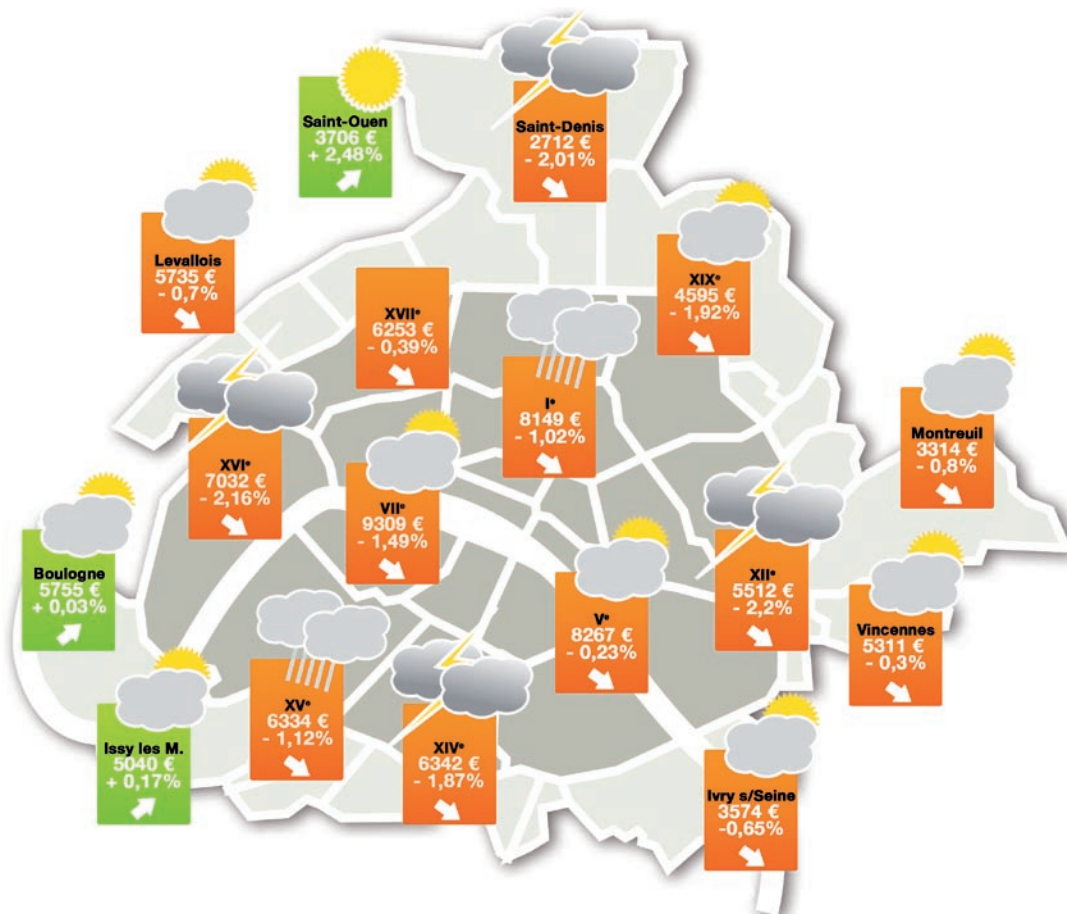 Saint-Ouen
3706 €
+ 2,48%
Saint-Denis
2712 €
- 2,01%
Levallois
5735 €
- 0,7%
XIXe
4595 €
- 1,92%
XVIIe
6253 €
- 0,39%
Ie
8149 €
- 1,02%
Montreuil
3314 €
- 0,8%
XVIe
7032 €
- 2,16%
VIIe
9309 €
- 1,49%
Boulogne
5755 €
+ 0,03%
XIIe
5512 €
- 2,2%
Ve
8267 €
- 0,23%
Vincennes
5311 €
- 0,3%
XVe
6334 €
- 1,12%
Issy les M.
5040 €
+ 0,17%
XIVe
6342 €
- 1,87%
Ivry s/Seine
3574 €
-0,65%